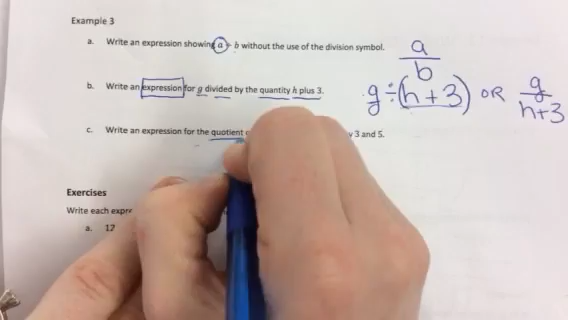 Example 3
a. Write an expression showing a ÷ b without the use of the division symbol.
a
b
b. Write an expression for g divided by the quantity h plus 3.
g ÷ (h + 3) OR g
h+3
c. Write an expression for the quotient 3 and 5.
Exercises
Write each
a. 12